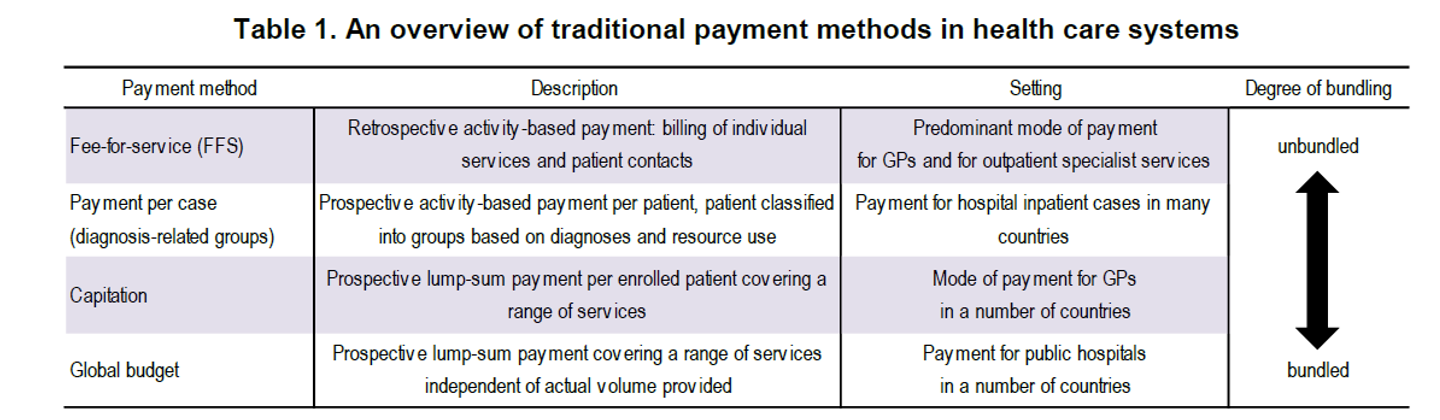 Table 1. An overview of traditional payment methods in health care systems
Payment method Description Setting Degree of bundling
Fee-for-service (FFS)
Retrospective activity-based payment: billing of individual
services and patient contacts
Predominant mode of payment
for GPs and for outpatient specialist services
unbundled
Payment per case
(diagnosis-related groups)
Prospective activity-based payment per patient, patient classified
into groups based on diagnoses and resource use
Payment for hospital inpatient cases in many
countries
Capitation
Prospective lump-sum payment per enrolled patient covering a
range of services
Mode of payment for GPs
in a number of countries
Global budget
Prospective lump-sum payment covering a range of services
independent of actual volume provided
Payment for public hospitals
in a number of countries
bundled